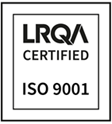 LRQA
CERTIFIED
ISO 9001